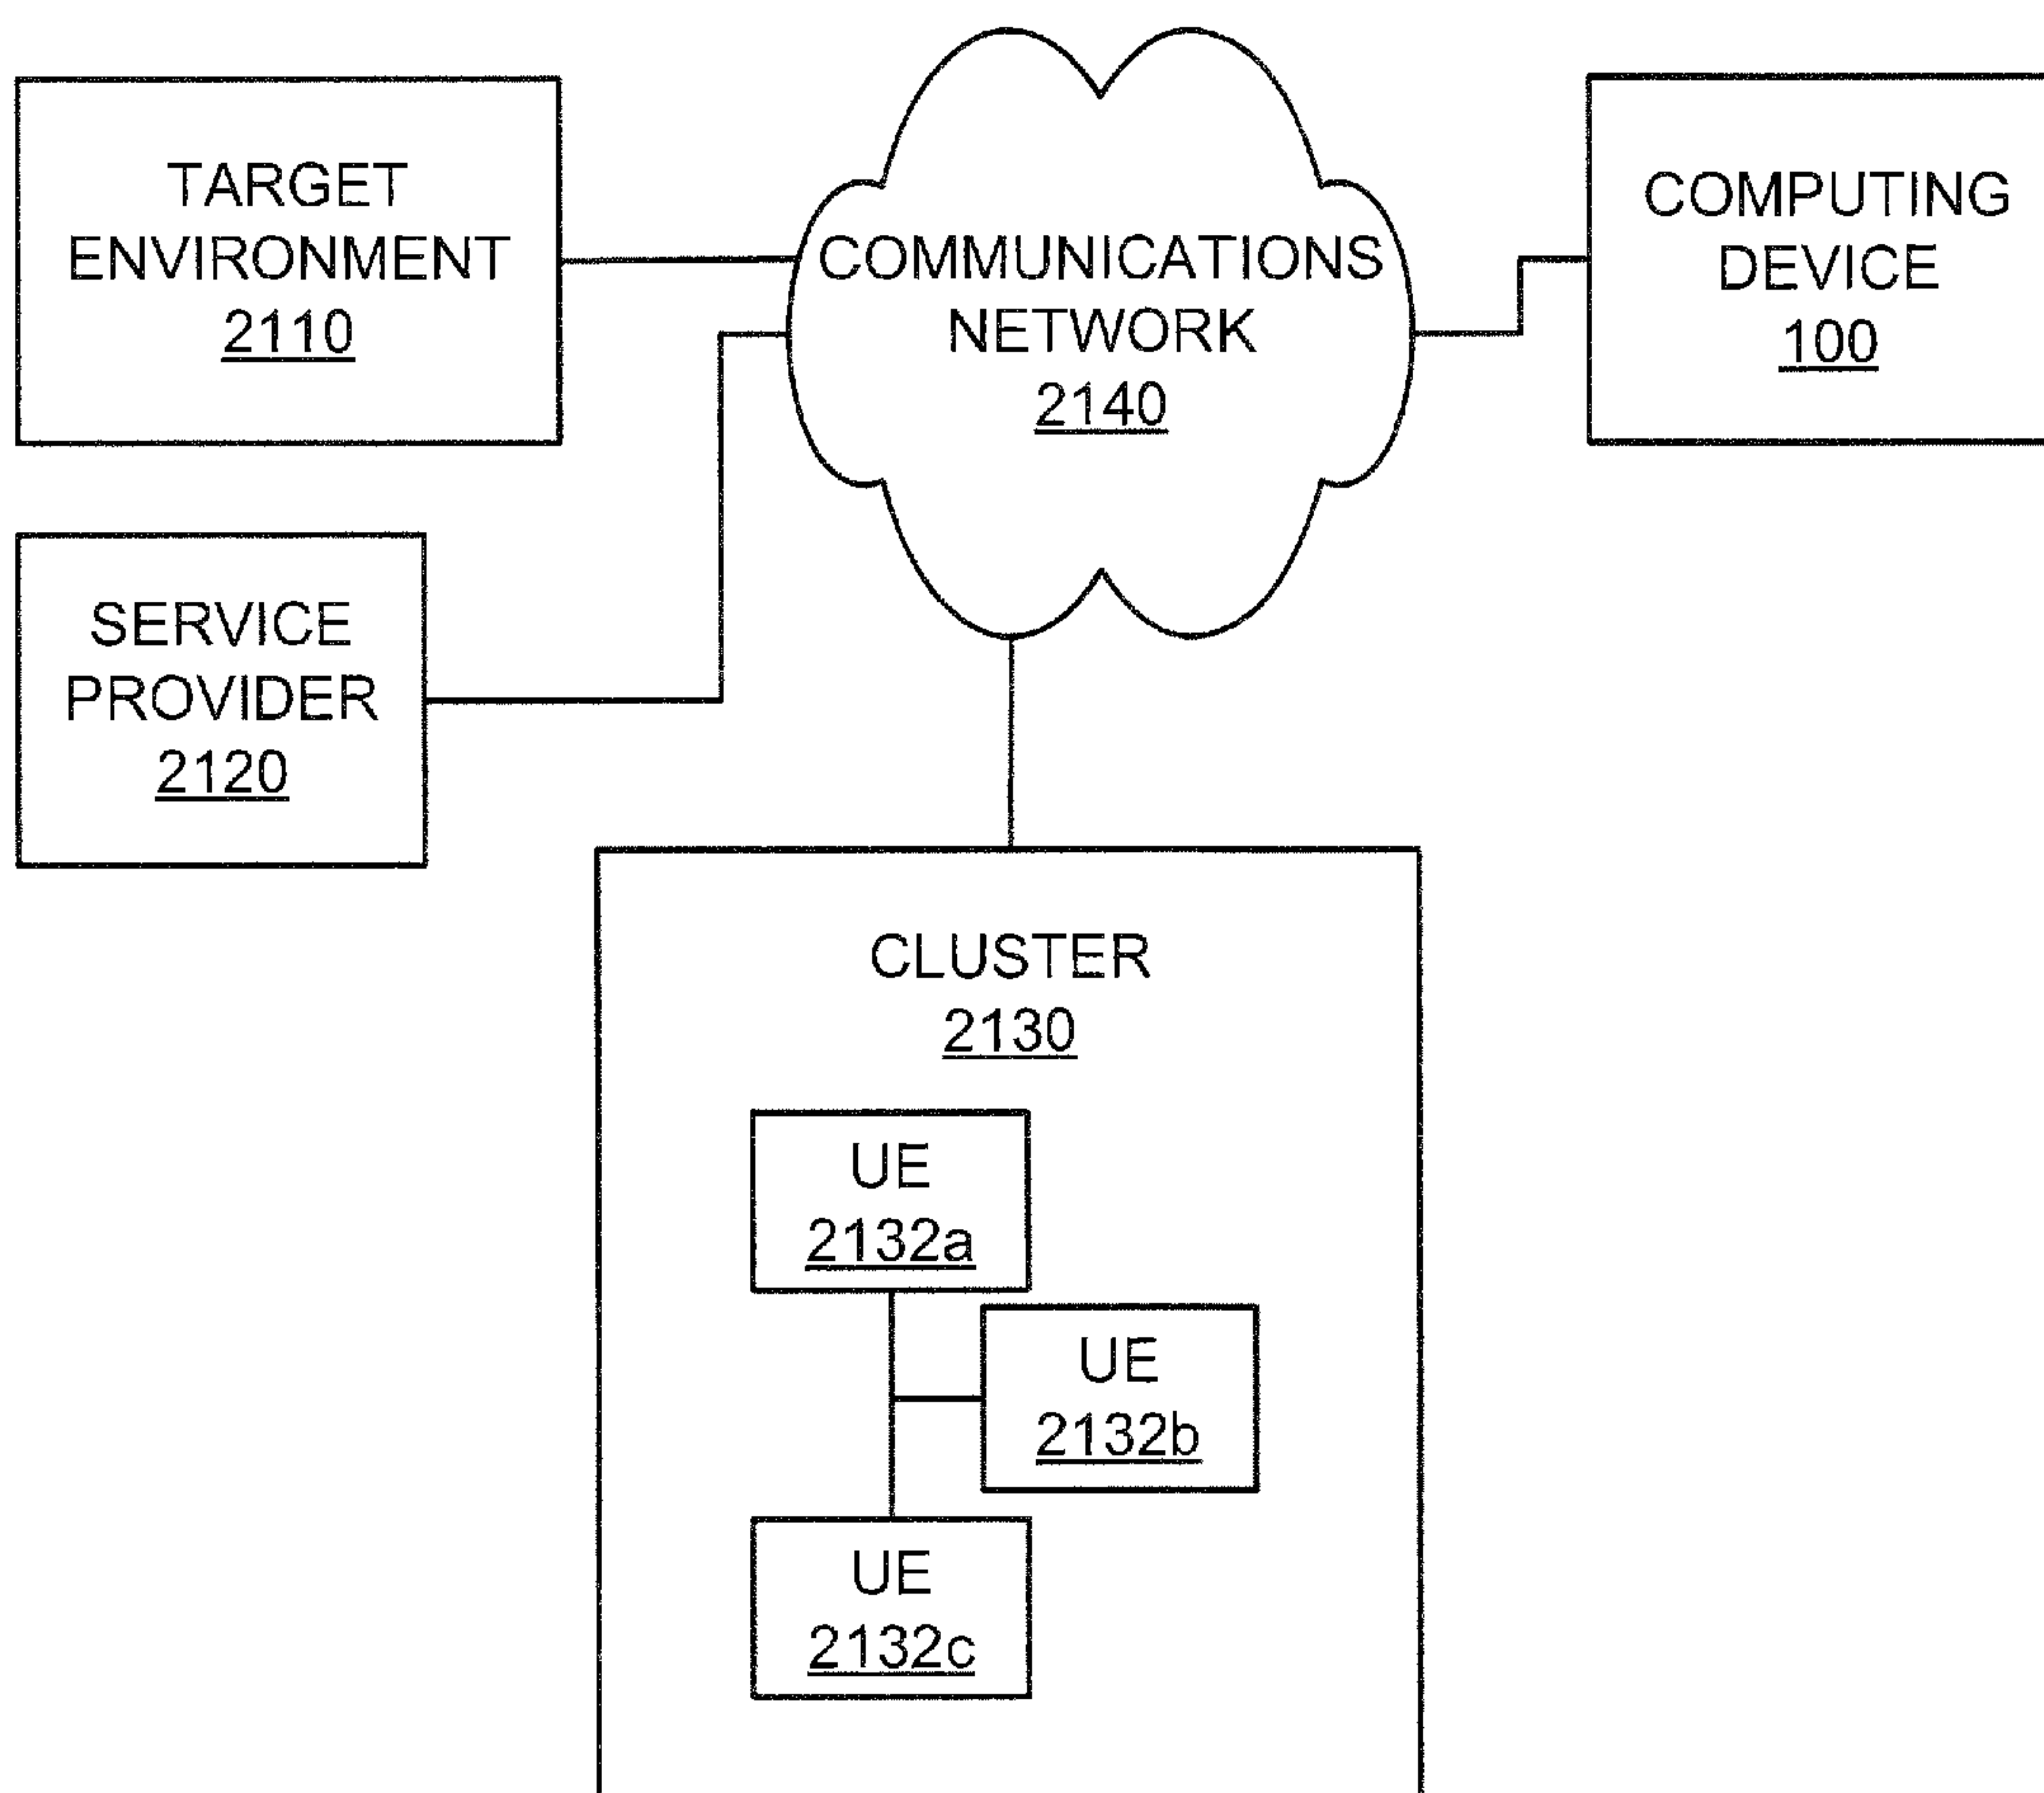 TARGET
ENVIRONMENT
2110
COMMUNICATIONS
NETWORK
2140
COMPUTING
DEVICE
100
SERVICE
PROVIDER
2120
CLUSTER
2130
UE
2132a
UE
2132b
UE
2132c